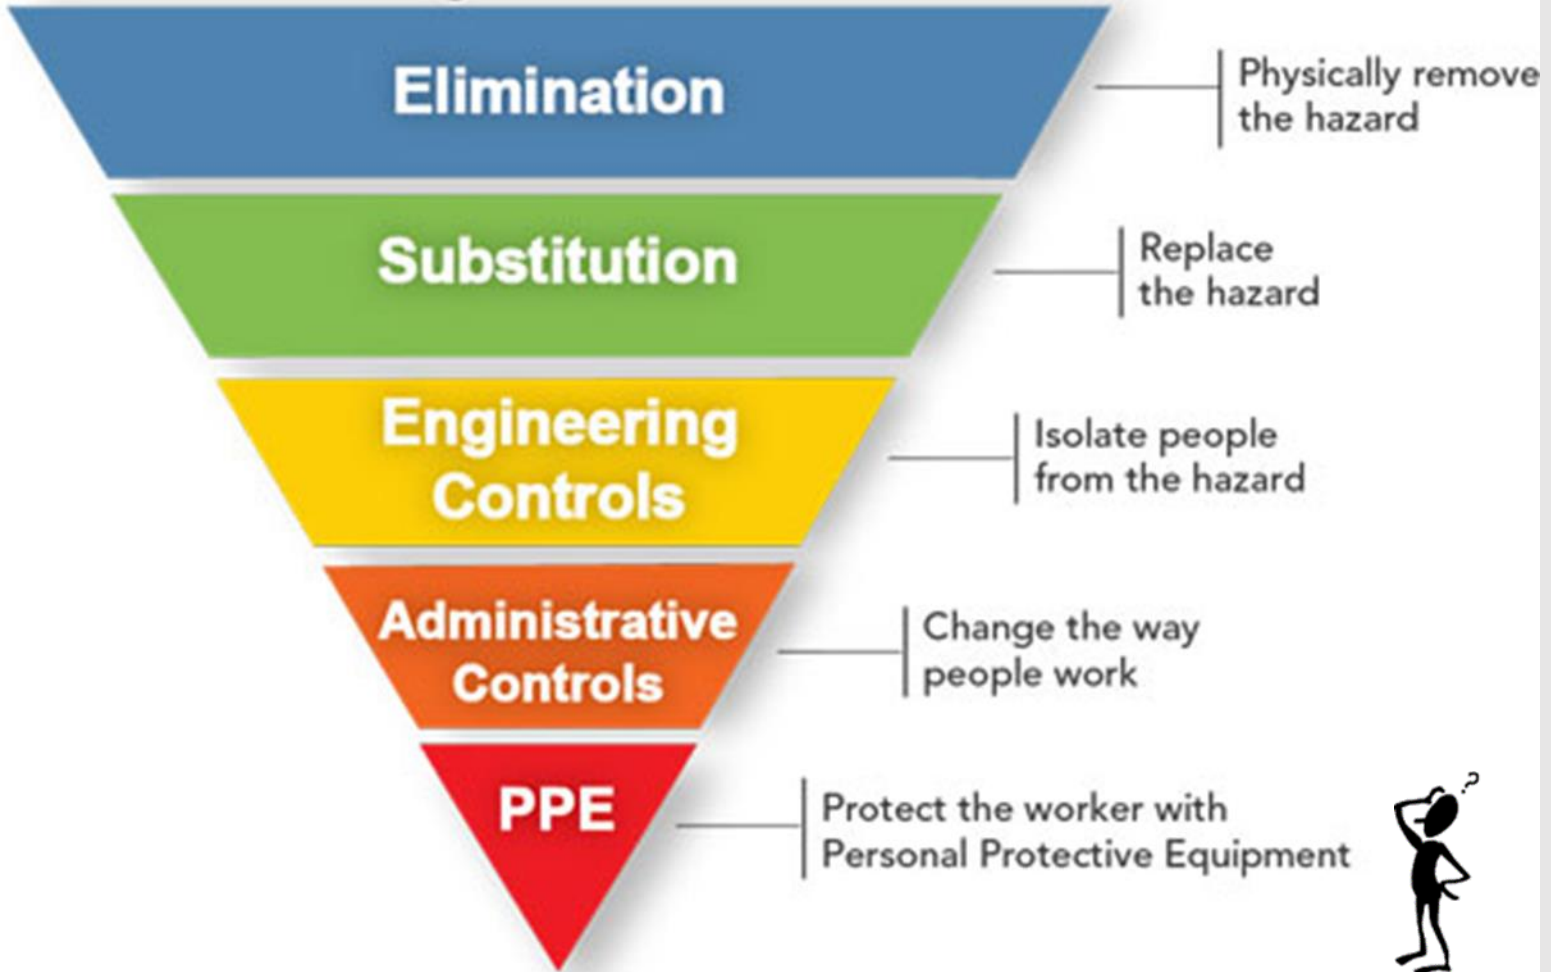 Elimination
Physically remove
the hazard
Substitution
Replace
the hazard
Engineering
Controls
Isolate people
from the hazard
Administrative
Controls
Change the way
people work
PPE
Protect the worker with
Personal Protective Equipment
?